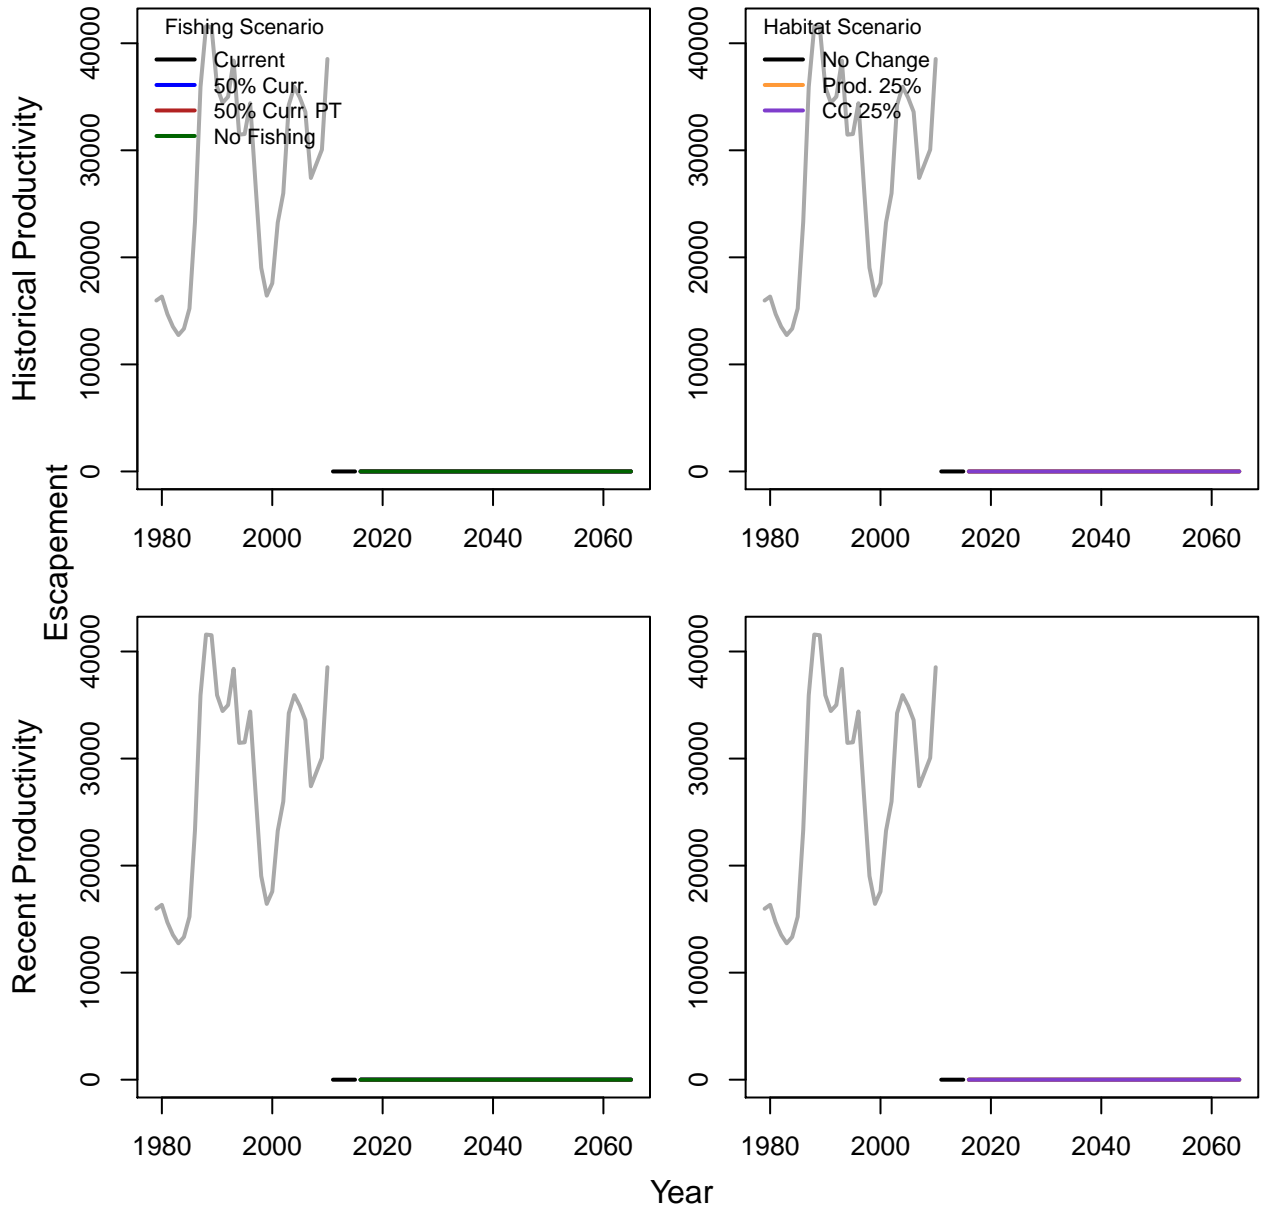 Fishing Scenario
Current
50% Curr.
50% Curr. PT
No Fishing
Historical Productivity
40000
30000
20000
10000
0
1980 2000 2020 2040 2060
Habitat Scenario
No Change
Prod. 25%
CC 25%
40000
30000
20000
10000
0
1980 2000 2020 2040 2060
Escapement
Recent Productivity
40000
30000
20000
10000
0
1980 2000 2020 2040 2060
40000
30000
20000
10000
0
1980 2000 2020 2040 2060
Year